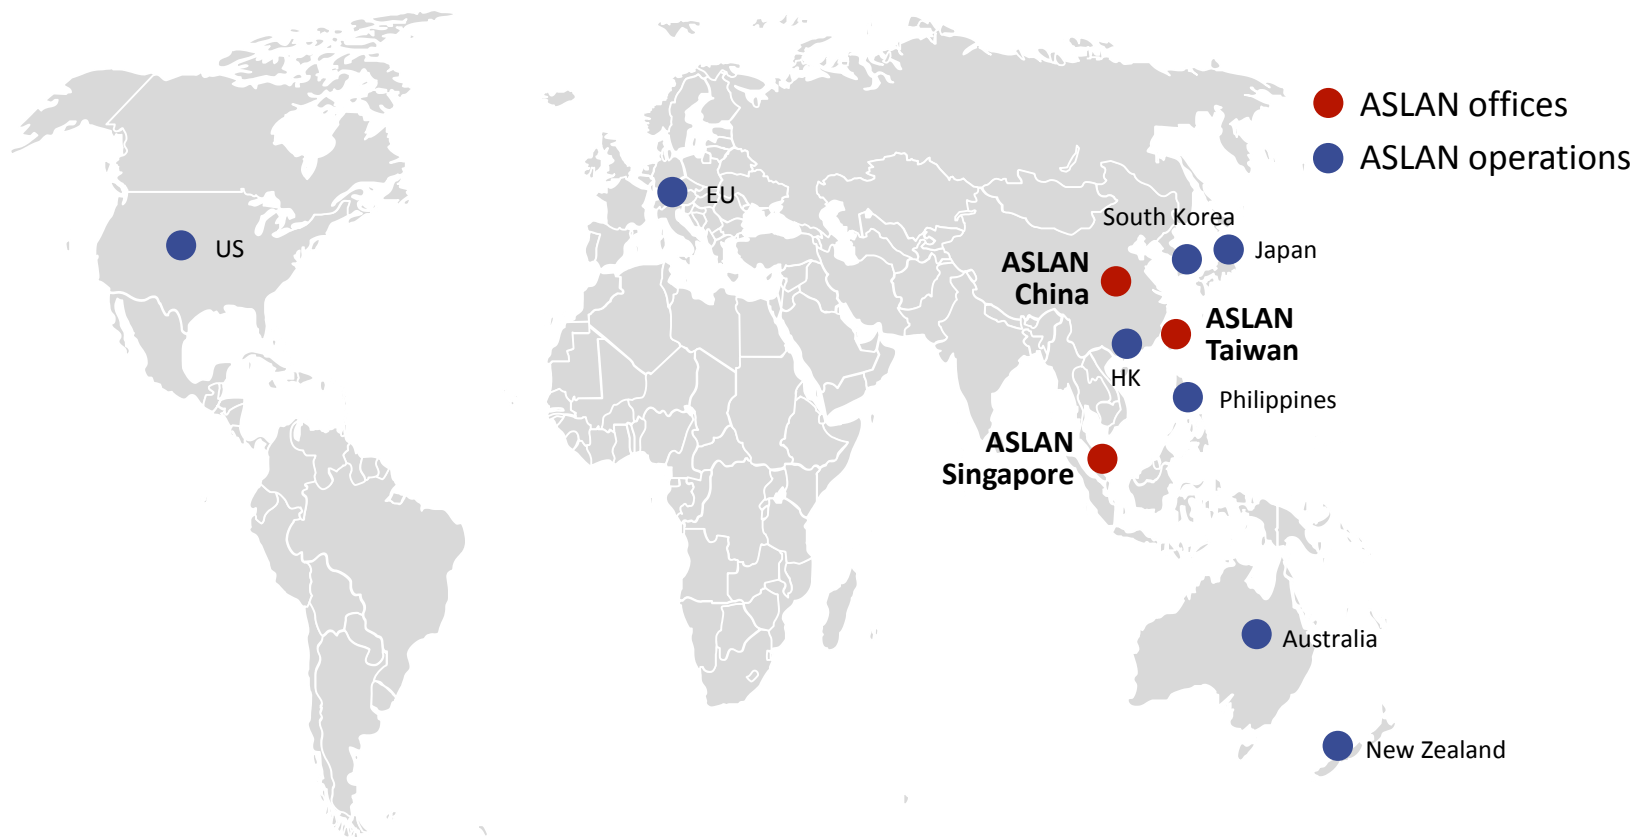 ASLAN offices
ASLAN operations
EU
US
South Korea
Japan
ASLAN
China
ASLAN
Taiwan
HK
Philippines
ASLAN
Singapore
Australia
New Zealand